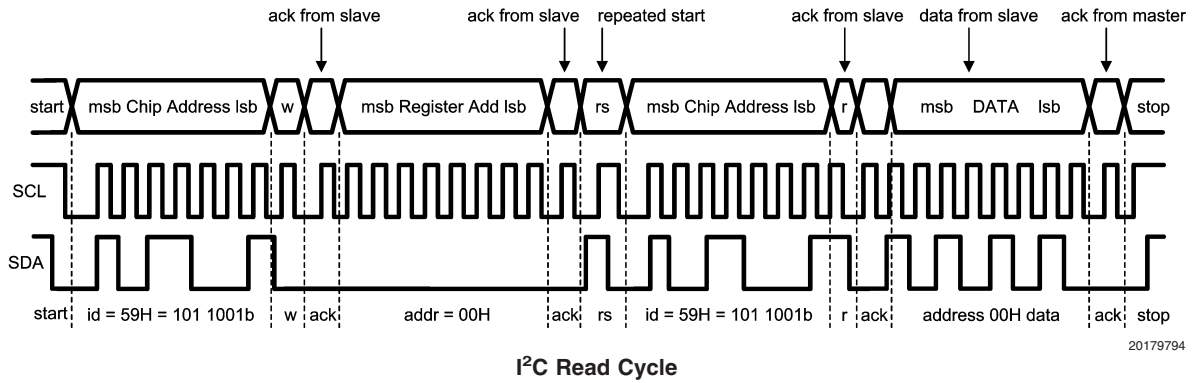 ack from slave ack from slave repeated start ack from slave data from slave ack from master
start msb Chip Address lsb w msb Register Add lsb rs msb Chip Address lsb r msb DATA lsb stop
SCL
SDA
start id = 59H = 101 1001b w ack addr = 00H ack rs id = 59H = 101 1001b r ack address 00H data ack stop
20179794
I²C Read Cycle